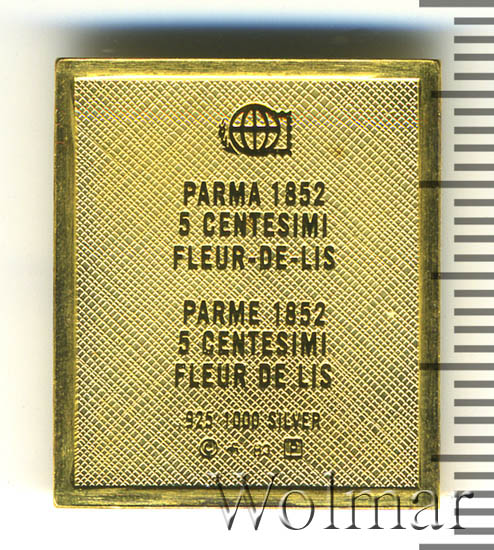 PARMA 1852
5 CENTESIMI
FLEUR-DE-LIS
PARME 1852
5 CENTESIMI
FLEUR DE LIS
925 1000 SILVER
©
Wolmar